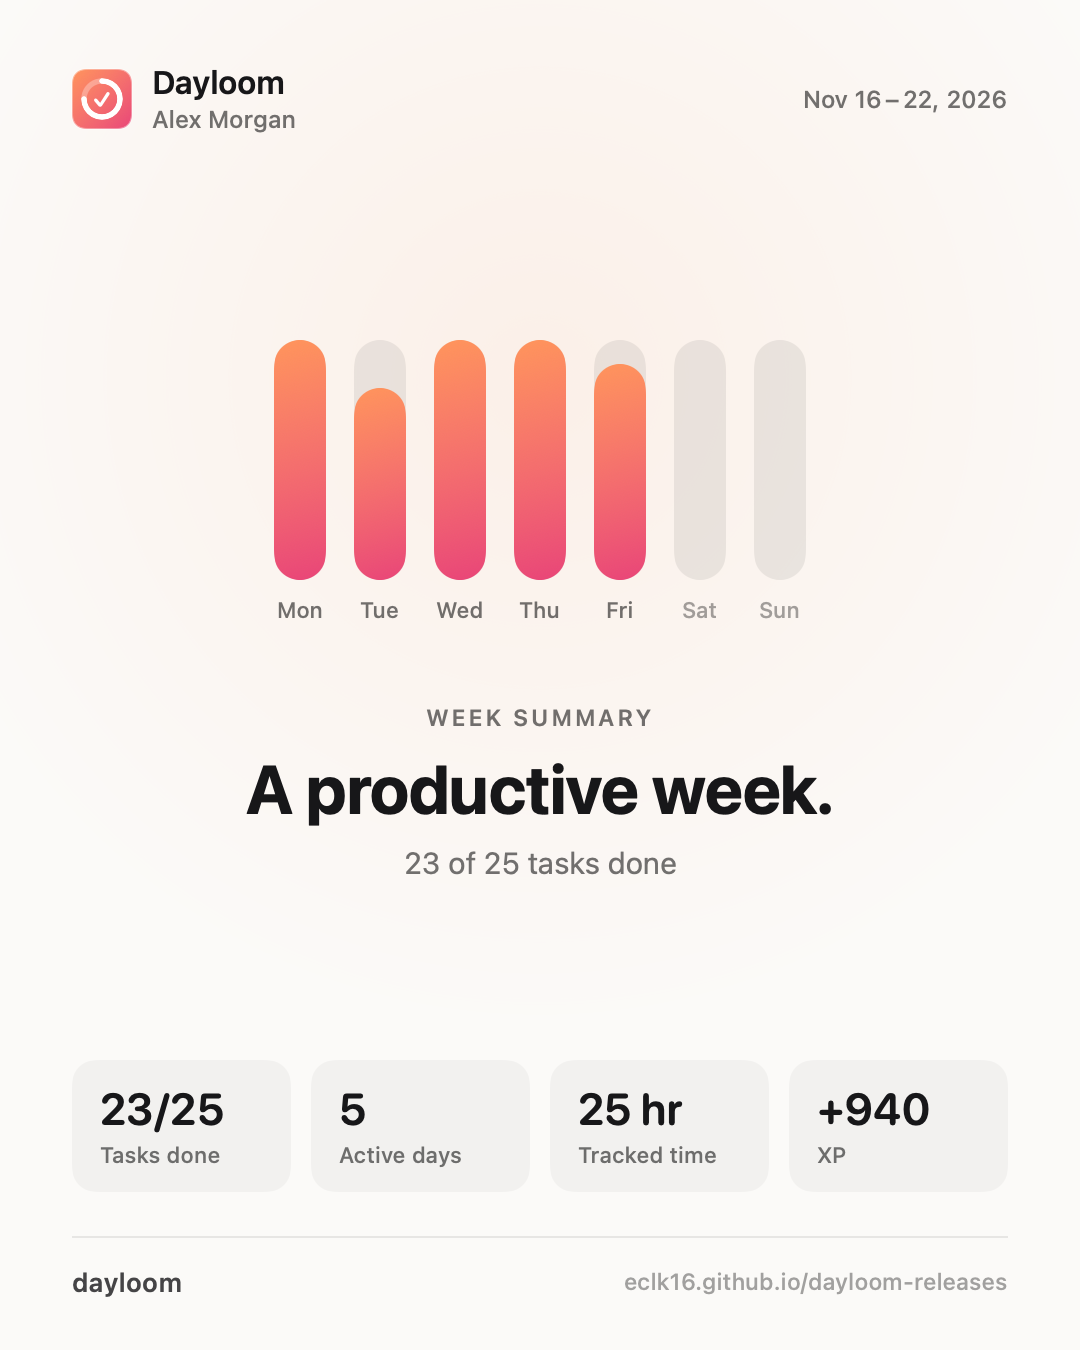 Dayloom
Alex Morgan
Nov 16–22, 2026
Mon Tue Wed Thu Fri Sat Sun
WEEK SUMMARY
A productive week.
23 of 25 tasks done
23/25
Tasks done
5
Active days
25 hr
Tracked time
+940
XP
dayloom
eclk16.github.io/dayloom-releases